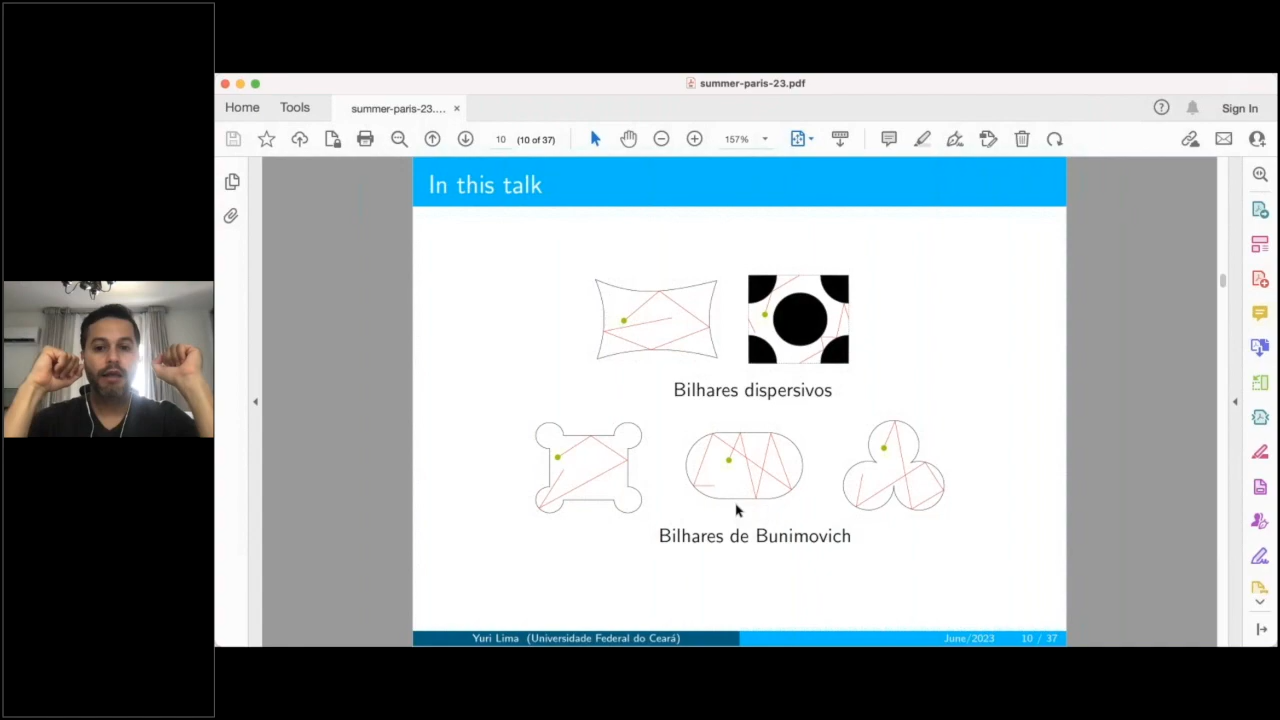 summer-paris-23.pdf
Home Tools summer-paris-23.... × Sign In
10 (10 of 37) 157%
In this talk
Bilhares dispersivos
Bilhares de Bunimovich
Yuri Lima (Universidade Federal do Ceará) June/2023 10 / 37